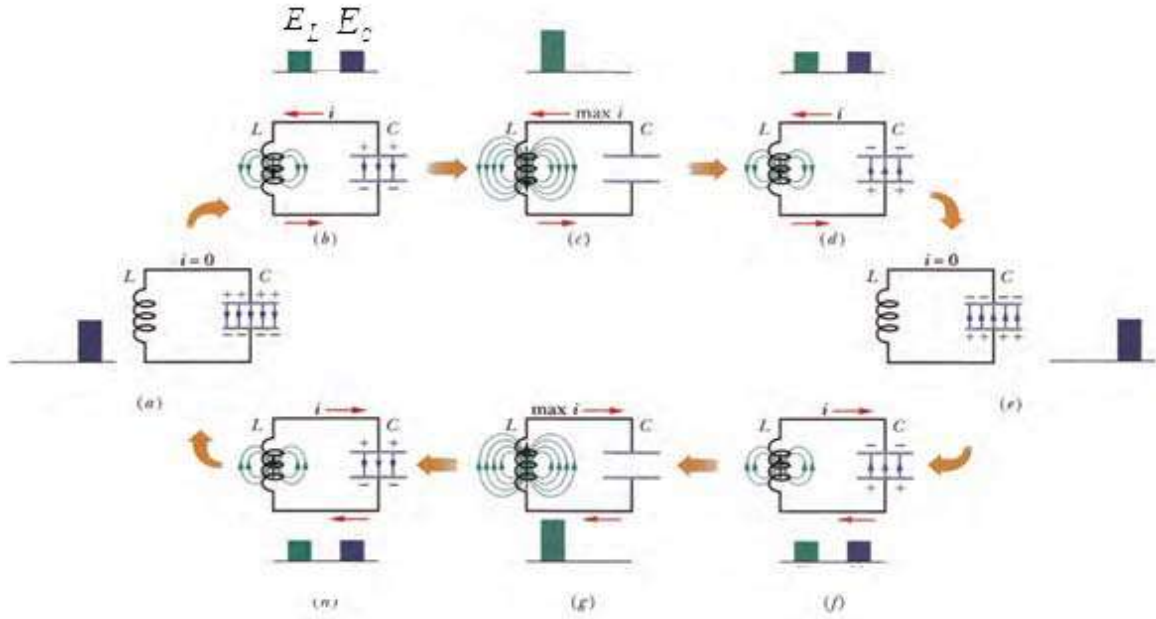 E_L E_c
i
L C
+ +
− −
(b)
max i
L C
(c)
i
L C
− −
+ +
(d)
i = 0
L C
+ + + +
− − − −
(a)
i = 0
L C
− − − −
+ + + +
(e)
i
L C
+ +
− −
(n)
max i
L C
(g)
i
L C
− −
+ +
(f)